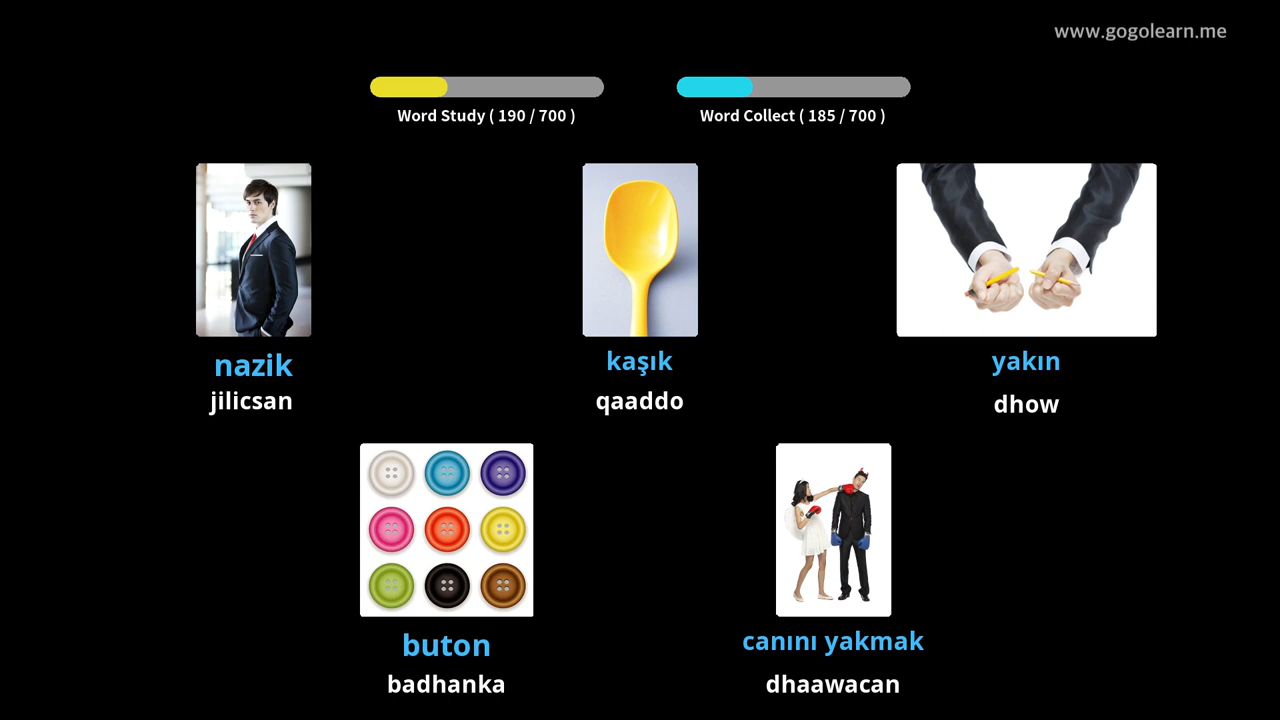 www.gogolearn.me
Word Study ( 190 / 700 )
Word Collect ( 185 / 700 )
nazik
jilicsan
kaşık
qaaddo
yakın
dhow
buton
badhanka
canını yakmak
dhaawacan